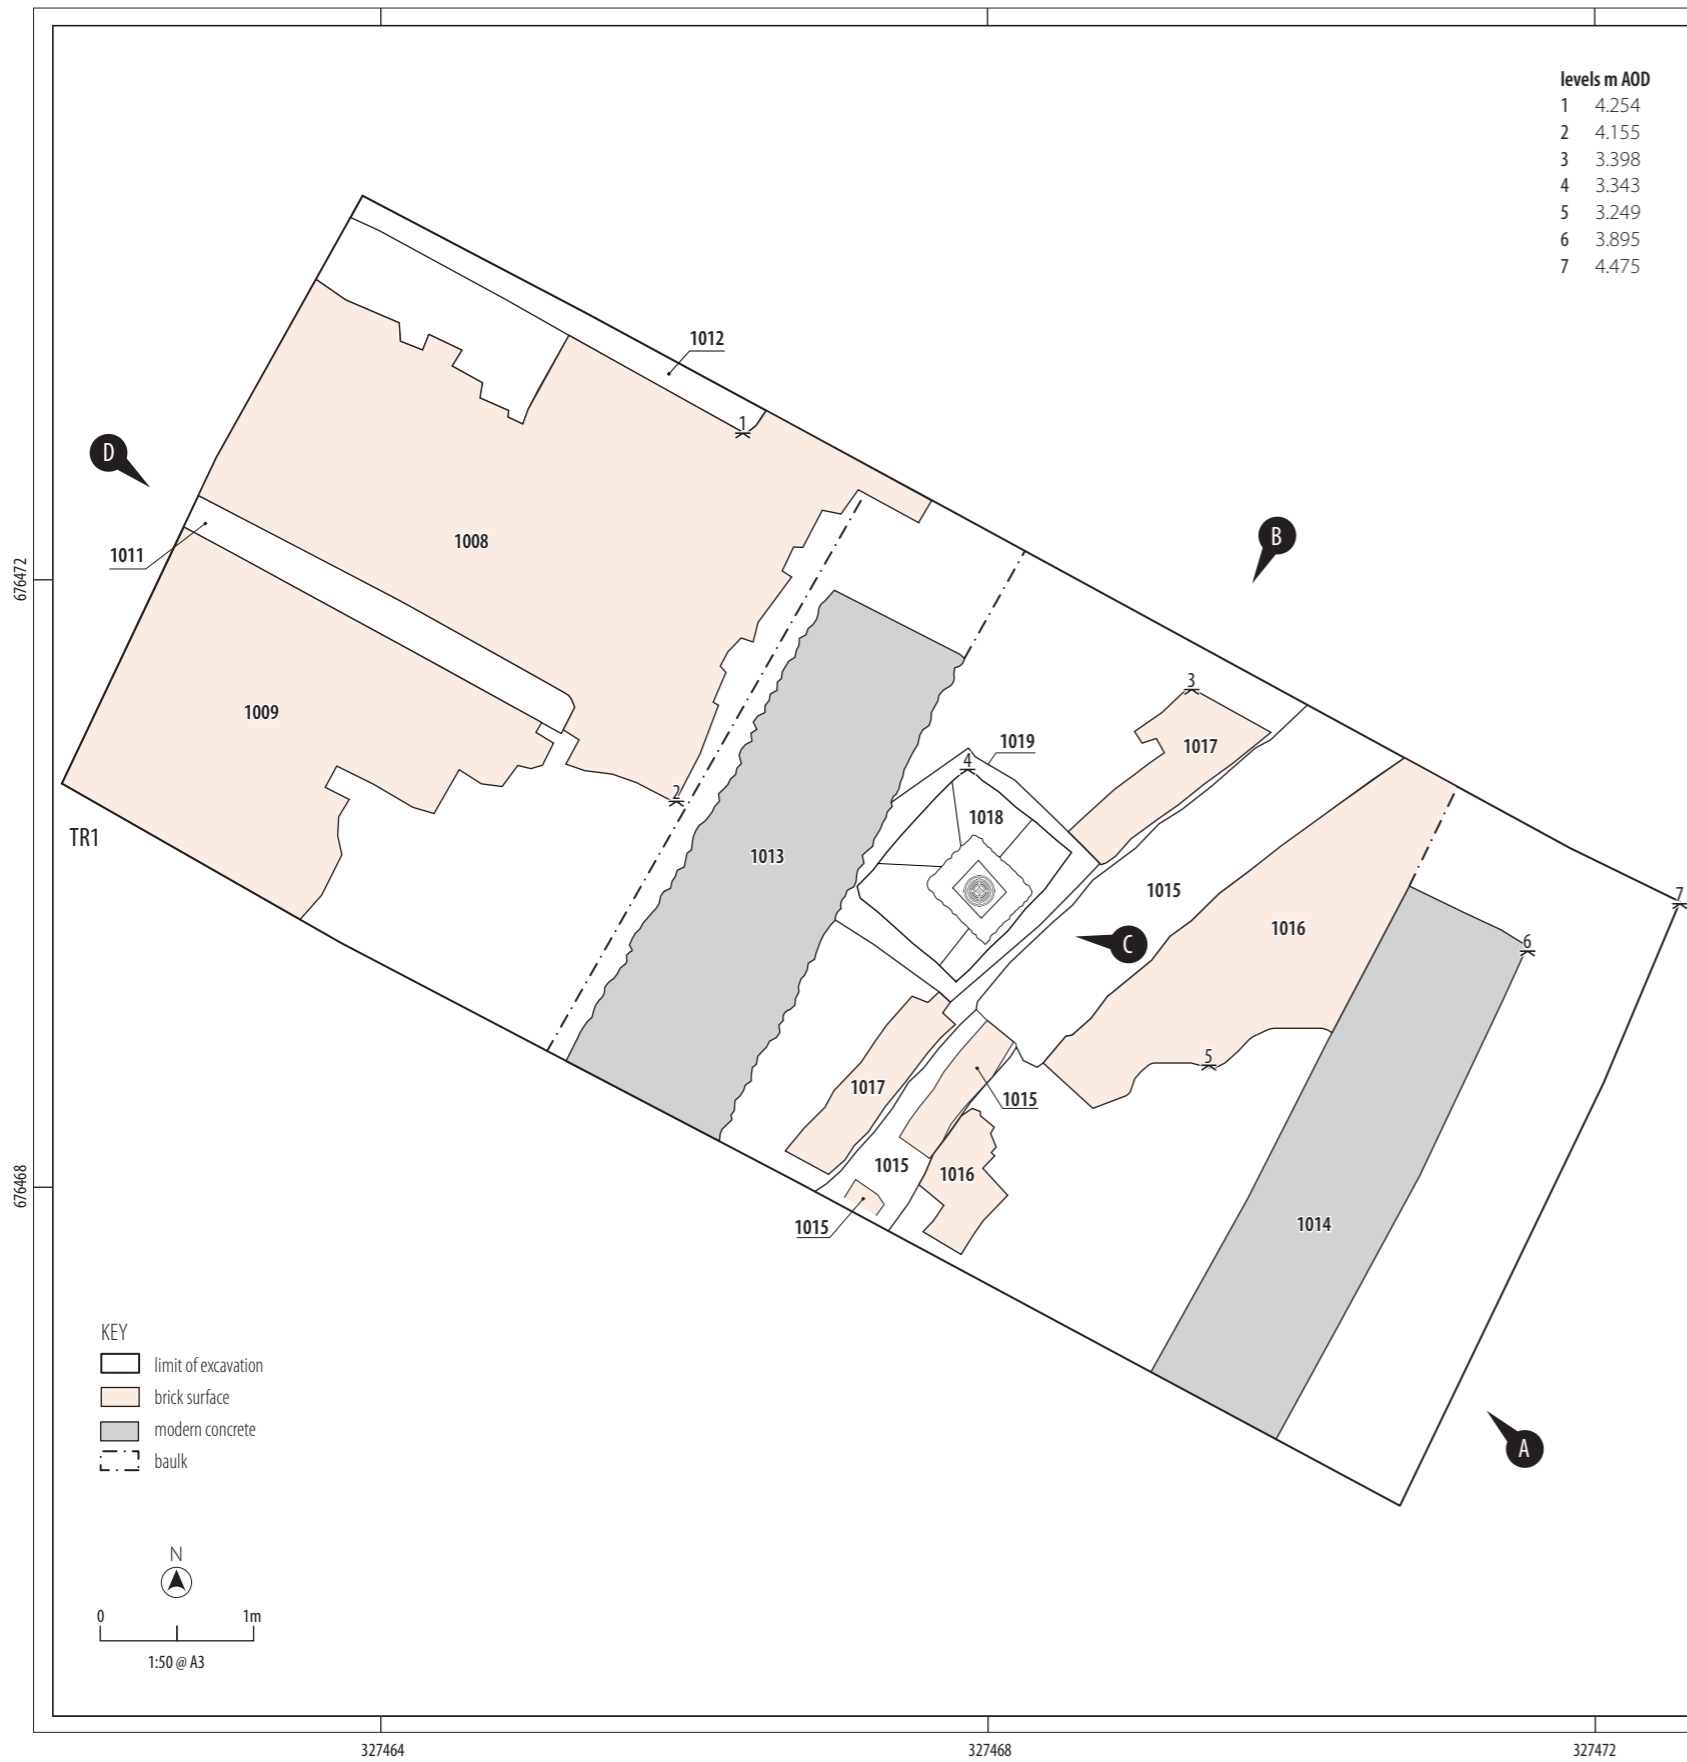 levels m AOD
1 4.254
2 4.155
3 3.398
4 3.343
5 3.249
6 3.895
7 4.475
1012
1
D
1008
B
1011
676472
3
1009
1017
1019
4
2
1018
TR1
1013
1015
7
1016
C
6
5
1017
1015
1015
1016
676468
1015
1014
KEY
limit of excavation
brick surface
modern concrete
baulk
A
N
0 1m
1:50 @ A3
327464 327468 327472